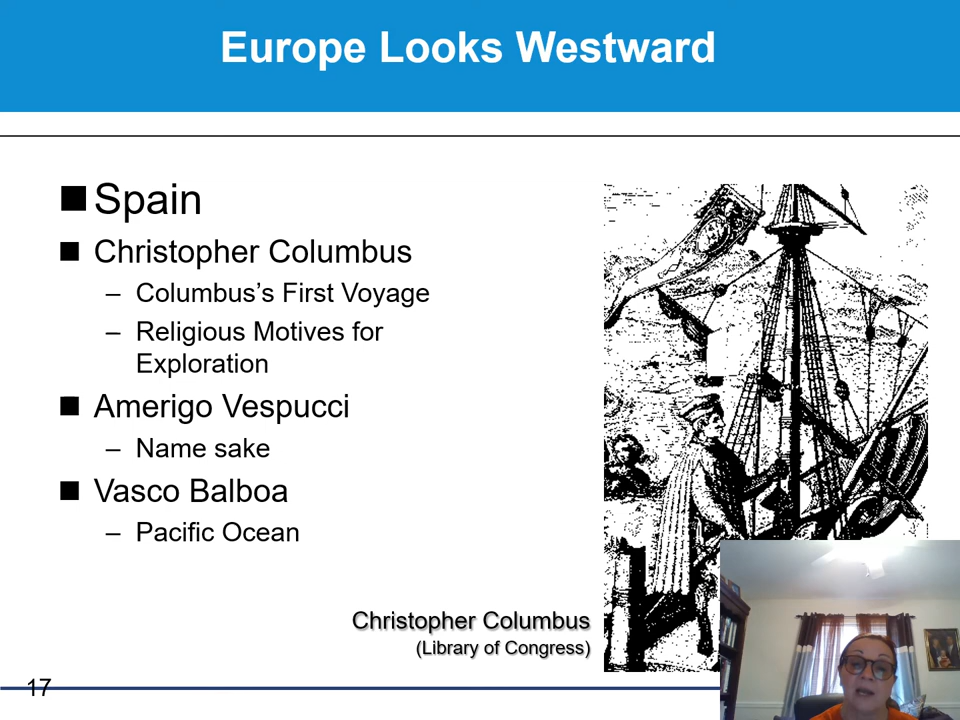 Europe Looks Westward
Spain
Christopher Columbus
– Columbus’s First Voyage
– Religious Motives for
Exploration
Amerigo Vespucci
– Name sake
Vasco Balboa
– Pacific Ocean
Christopher Columbus
(Library of Congress)
17